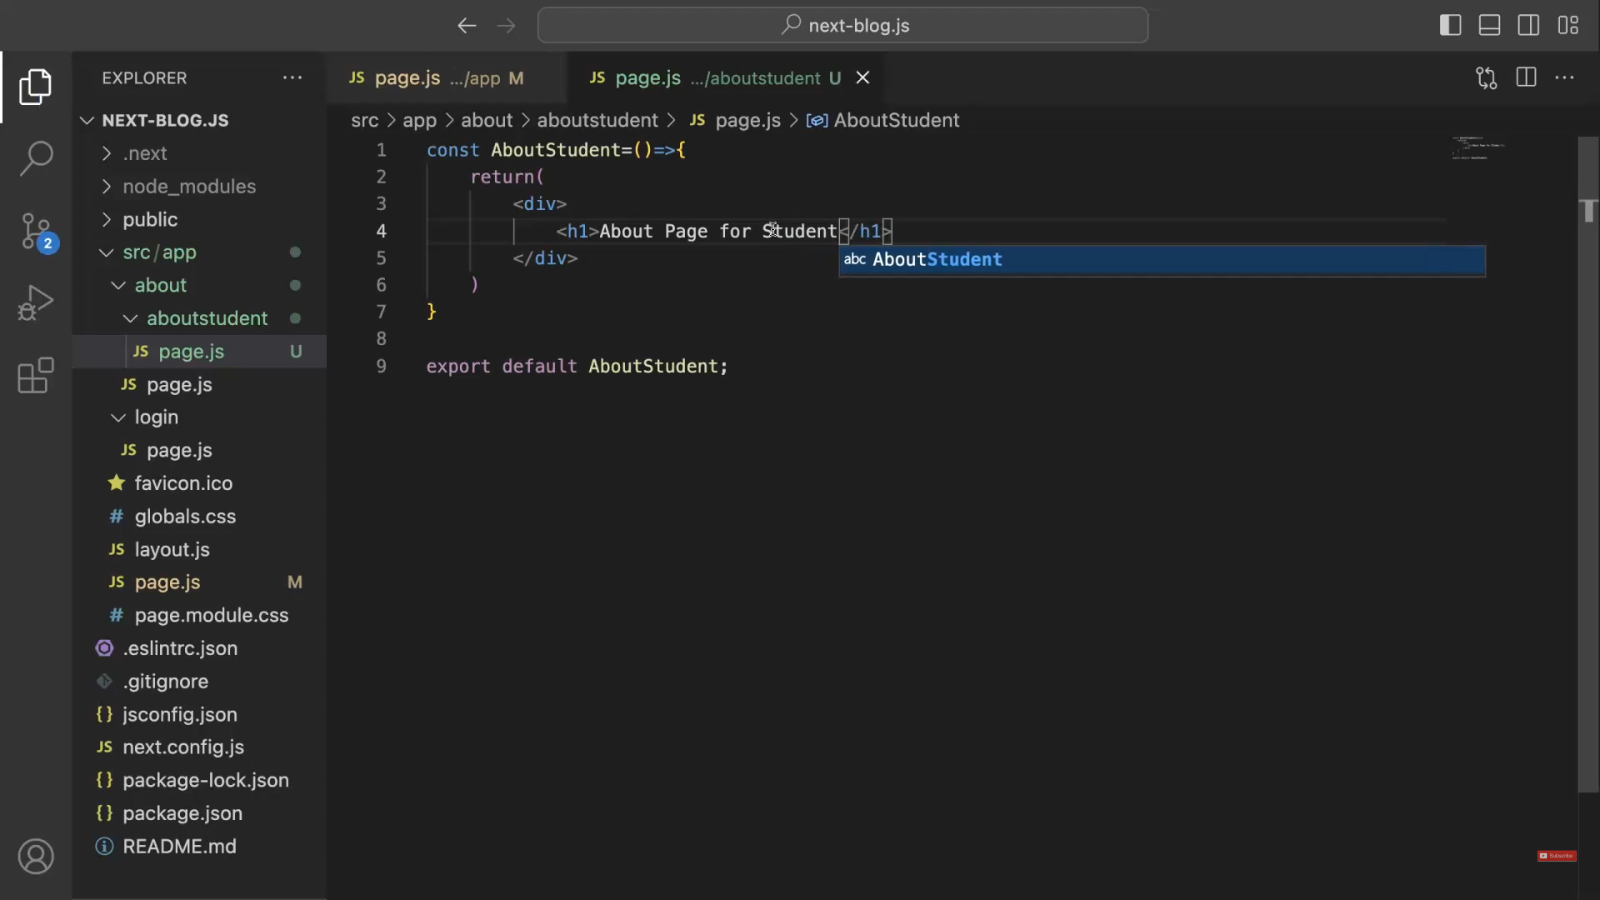 next-blog.js
EXPLORER
JS page.js .../app M
JS page.js .../aboutstudent U
NEXT-BLOG.JS
src > app > about > aboutstudent > JS page.js > AboutStudent
.next
node_modules
public
2
src/app
about
aboutstudent
JS page.js U
JS page.js
login
JS page.js
favicon.ico
# globals.css
JS layout.js
JS page.js M
# page.module.css
.eslintrc.json
.gitignore
{} jsconfig.json
JS next.config.js
{} package-lock.json
{} package.json
README.md
1 const AboutStudent=()=>{
2 return(
3 <div>
4 <h1>About Page for Student</h1>
abc AboutStudent
5 </div>
6 )
7 }
8
9 export default AboutStudent;
Subscribe